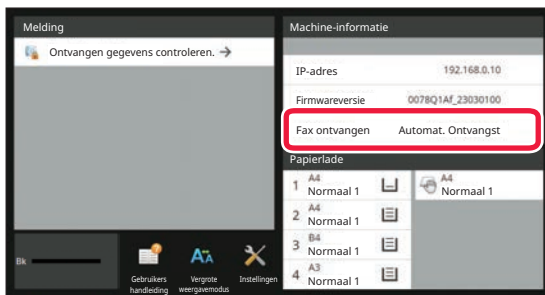 Melding
Ontvangen gegevens controleren. →
Bk
Gebruikers
handleiding
Vergrote
weergavemodus
Instellingen
Machine-informatie
IP-adres 192.168.0.10
Firmwareversie 0078Q1Af_23030100
Fax ontvangen Automat. Ontvangst
Papierlade
1 A4
Normaal 1
2 A4
Normaal 1
3 B4
Normaal 1
4 A3
Normaal 1
A4
Normaal 1